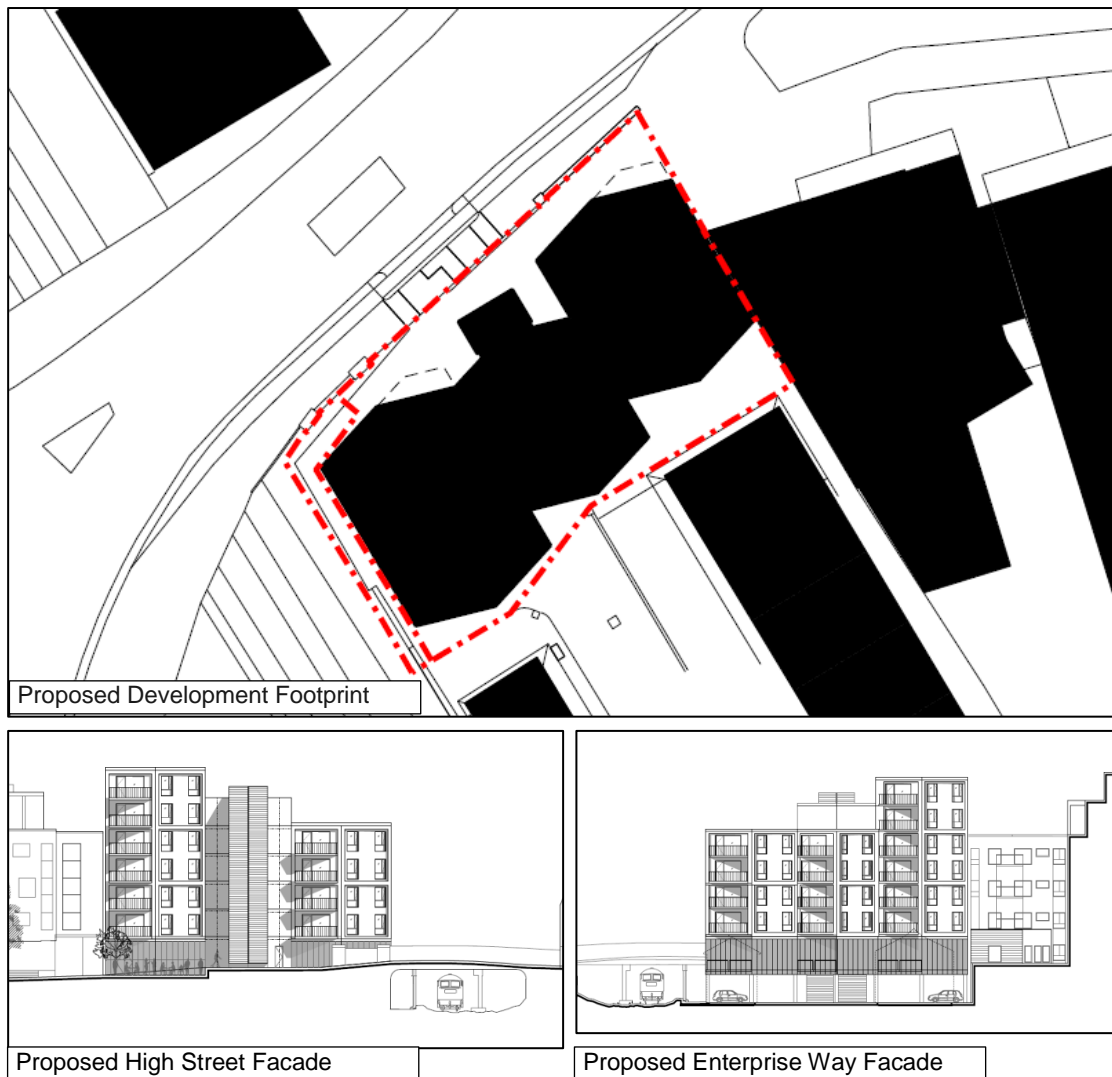 Proposed Development Footprint
Proposed High Street Facade
Proposed Enterprise Way Facade